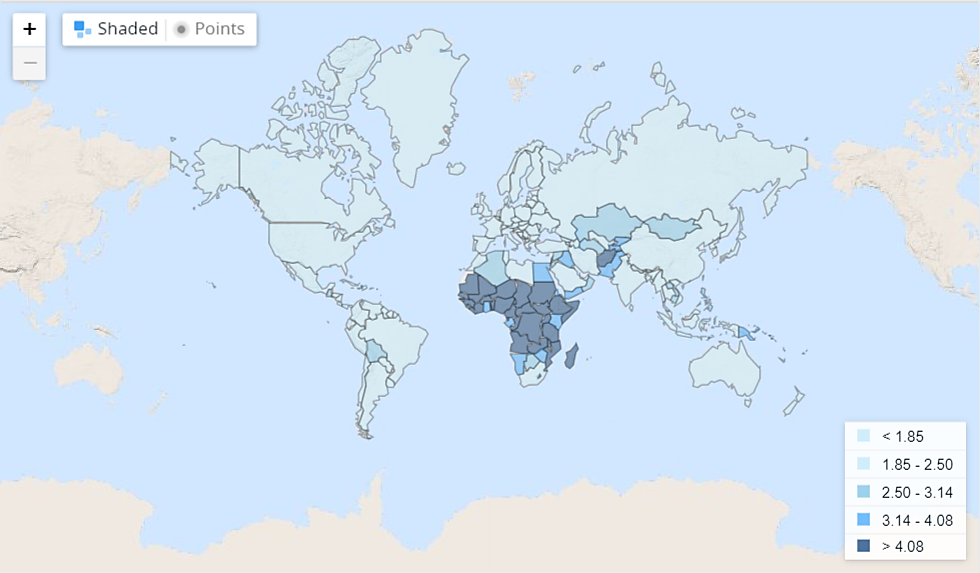 +
Shaded Points
−
< 1.85
1.85 - 2.50
2.50 - 3.14
3.14 - 4.08
> 4.08